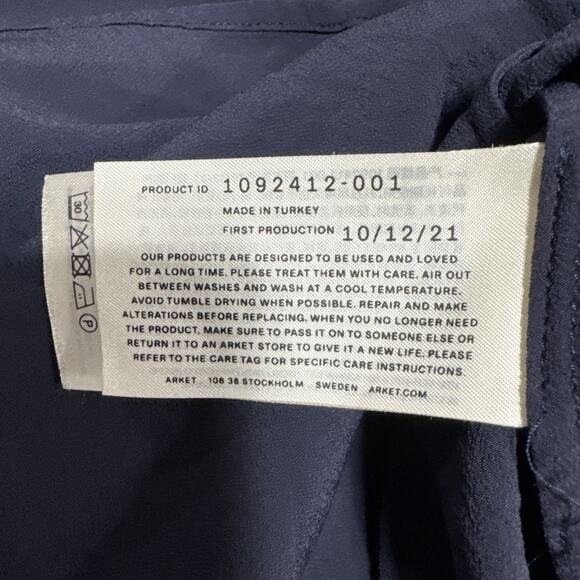 PRODUCT ID 1092412-001
MADE IN TURKEY
FIRST PRODUCTION 10/12/21
OUR PRODUCTS ARE DESIGNED TO BE USED AND LOVED
FOR A LONG TIME. PLEASE TREAT THEM WITH CARE. AIR OUT
BETWEEN WASHES AND WASH AT A COOL TEMPERATURE.
AVOID TUMBLE DRYING WHEN POSSIBLE. REPAIR AND MAKE
ALTERATIONS BEFORE REPLACING. WHEN YOU NO LONGER NEED
THE PRODUCT, MAKE SURE TO PASS IT ON TO SOMEONE ELSE OR
RETURN IT TO AN ARKET STORE TO GIVE IT A NEW LIFE. PLEASE
REFER TO THE CARE TAG FOR SPECIFIC CARE INSTRUCTIONS.
ARKET 106 38 STOCKHOLM SWEDEN ARKET.COM
30
P